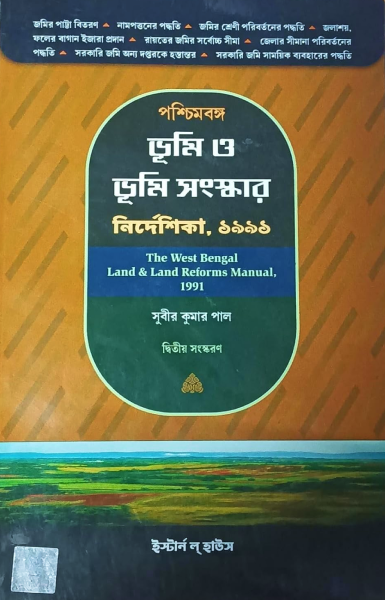 জমির পাট্টা বিতরণ • নামপত্তনের পদ্ধতি • জমির শ্রেণী পরিবর্তনের পদ্ধতি • জলাশয়,
ফলের বাগান ইজারা প্রদান • রায়তের জমির সর্বোচ্চ সীমা • জেলার সীমানা পরিবর্তনের
পদ্ধতি • সরকারি জমি অন্য দপ্তরকে হস্তান্তর • সরকারি জমি সাময়িক ব্যবহারের পদ্ধতি
পশ্চিমবঙ্গ
ভূমি ও
ভূমি সংস্কার
নির্দেশিকা, ১৯৯১
The West Bengal
Land & Land Reforms Manual,
1991
সুবীর কুমার পাল
দ্বিতীয় সংস্করণ
ইস্টার্ন ল্ হাউস